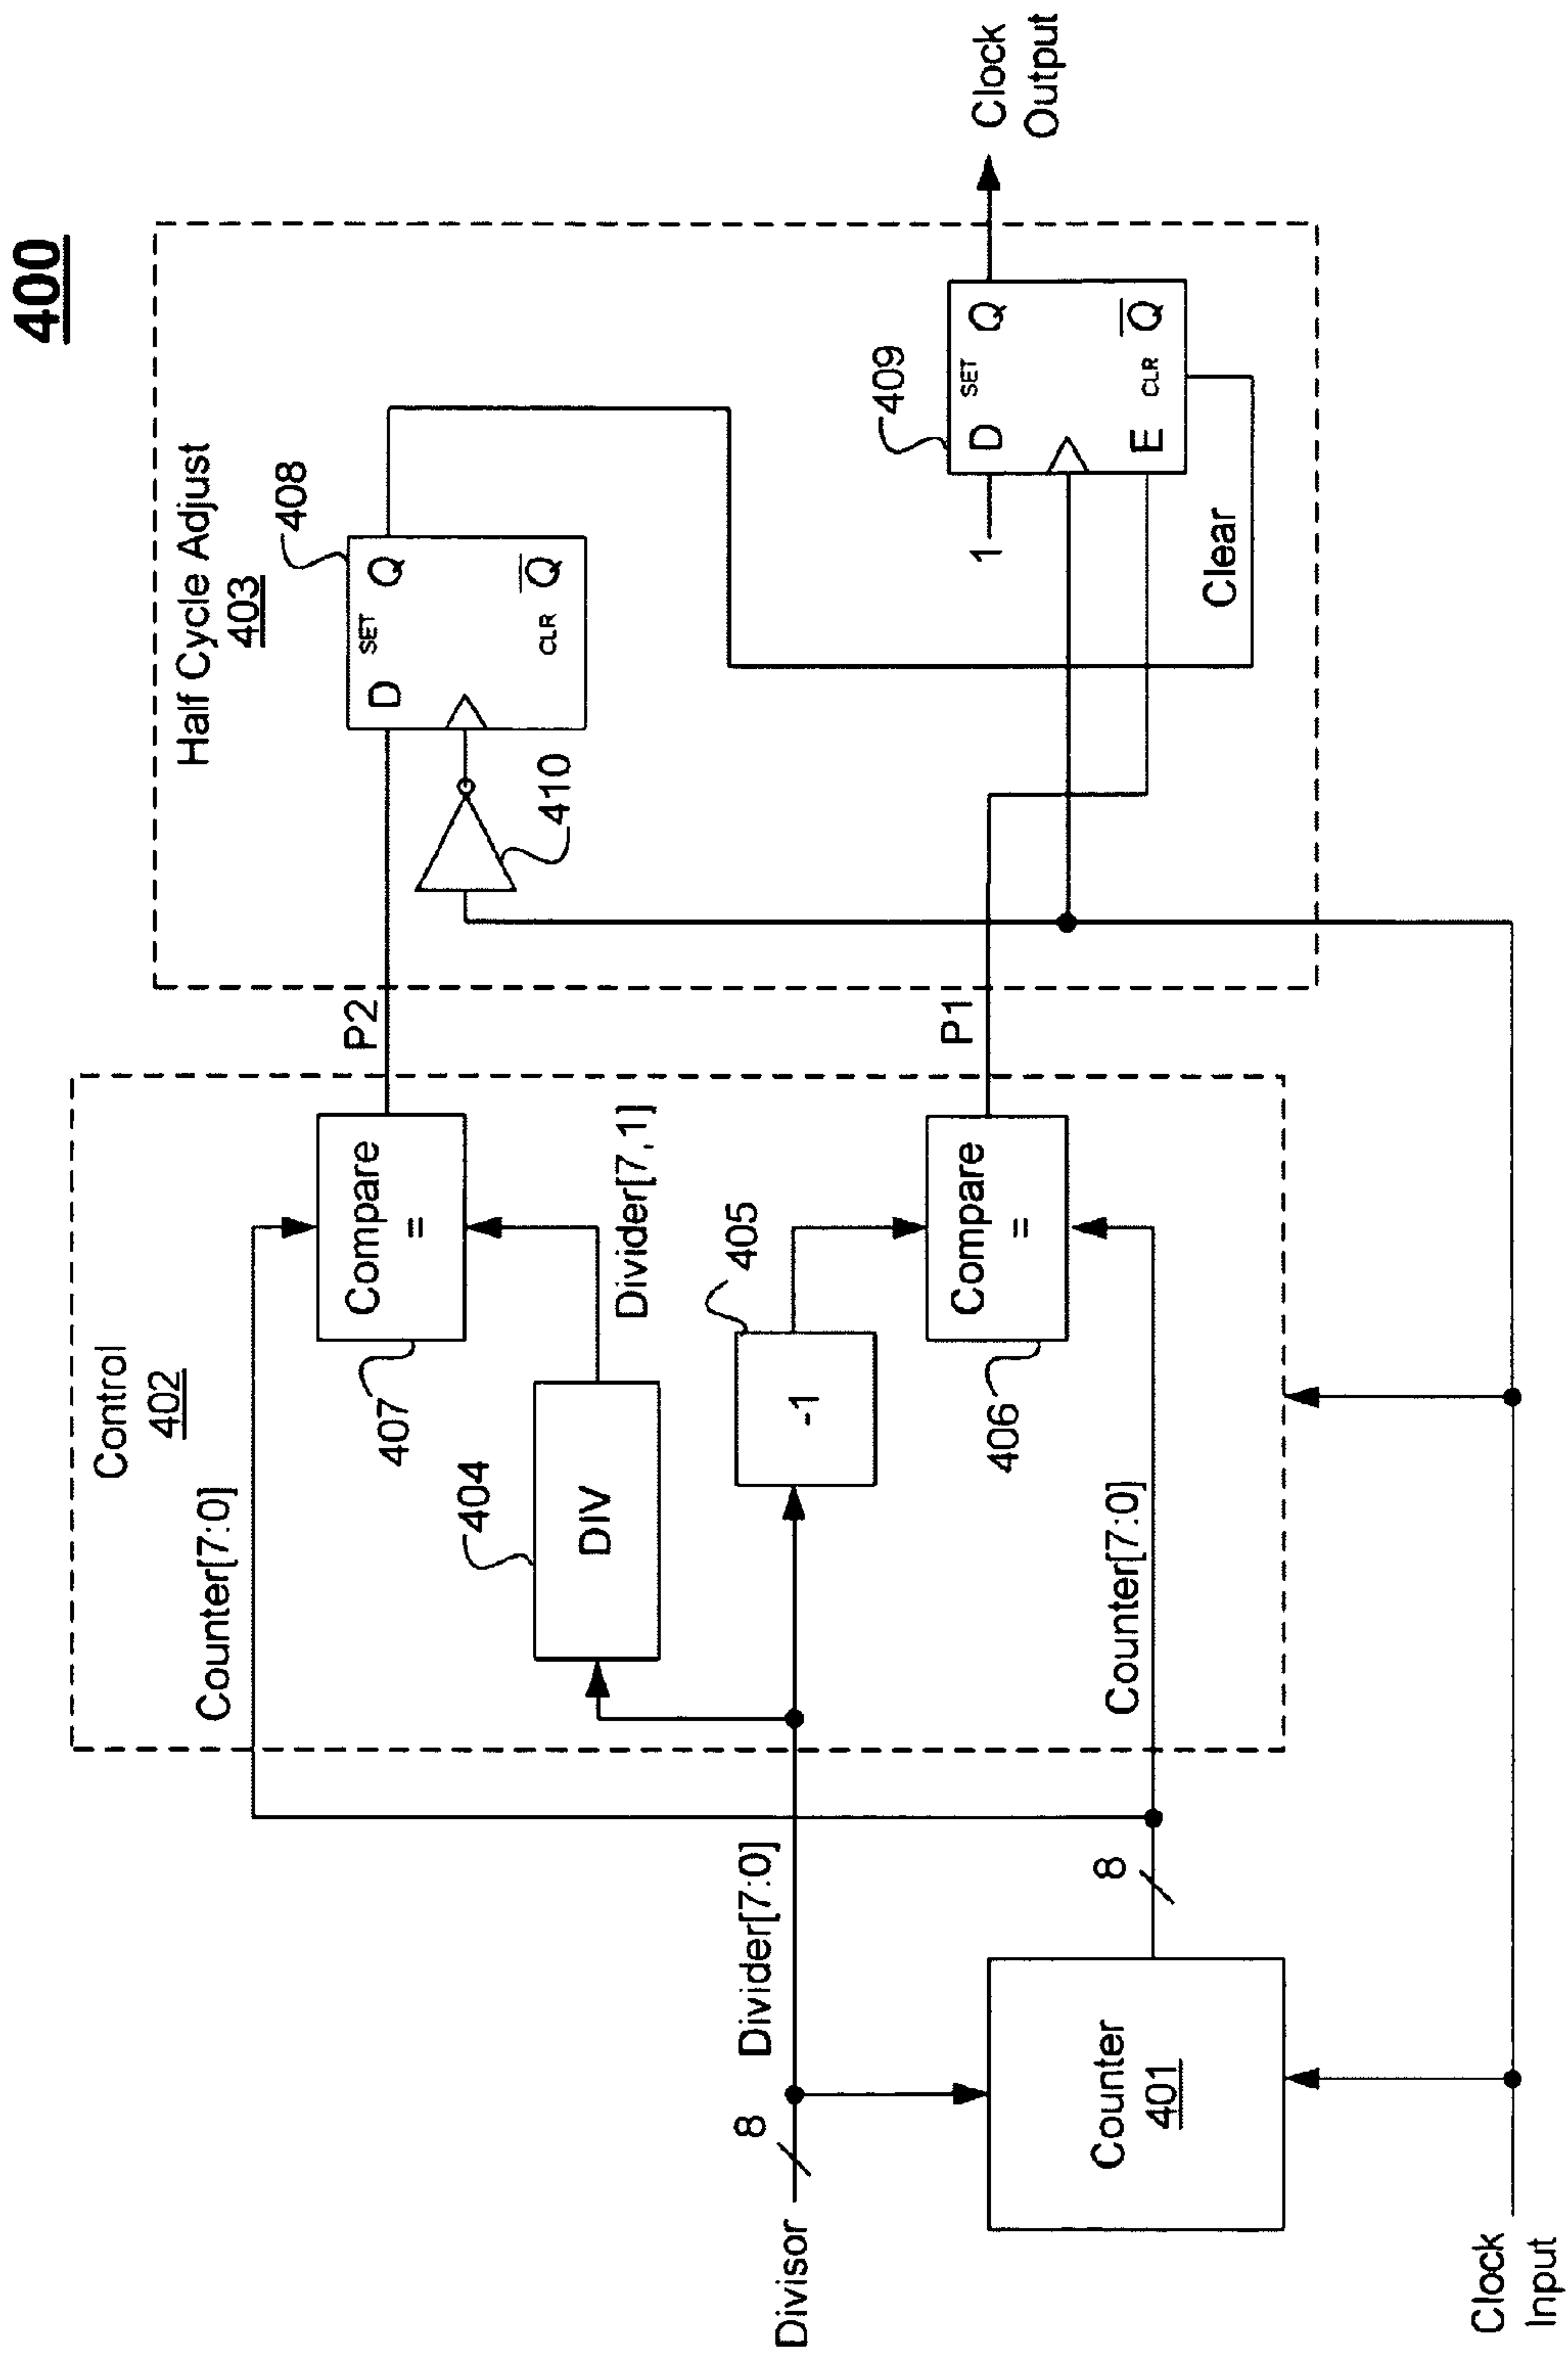 400
Control
402
Half Cycle Adjust
403
Counter[7:0]
Compare
=
407
P2
D
SET
Q
CLR
Q
408
410
404
DIV
Divider[7,1]
405
-1
Compare
=
406
P1
Counter[7:0]
409
1
D
SET
Q
E
CLR
Q
Clear
Clock
Output
Divisor
8
Divider[7:0]
8
Counter
401
Clock
Input